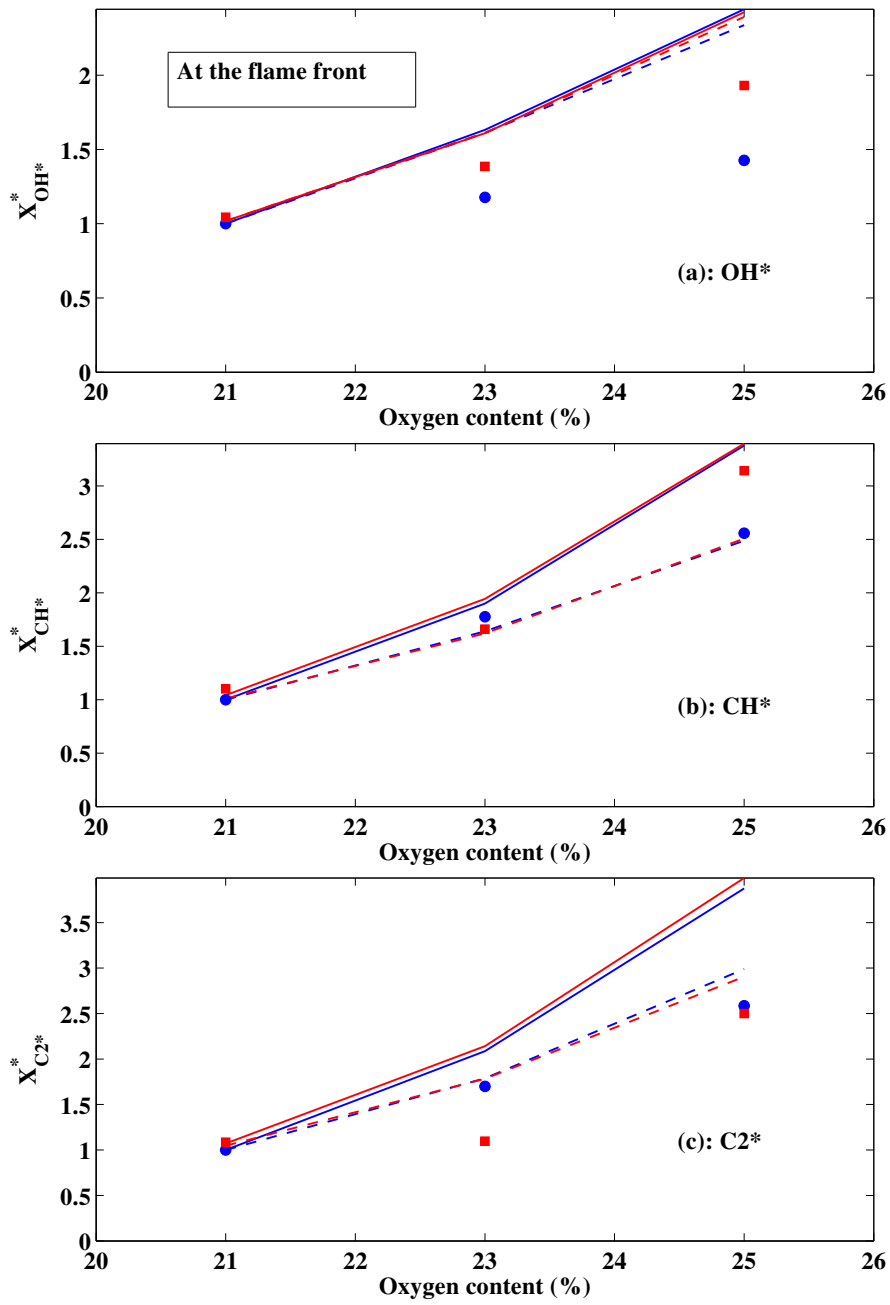 2
1.5
1
0.5
0
X*OH*
At the flame front
(a): OH*
20 21 22 23 24 25 26
Oxygen content (%)
3
2.5
2
1.5
1
0.5
0
X*CH*
(b): CH*
20 21 22 23 24 25 26
Oxygen content (%)
3.5
3
2.5
2
1.5
1
0.5
0
X*C2*
(c): C2*
20 21 22 23 24 25 26
Oxygen content (%)